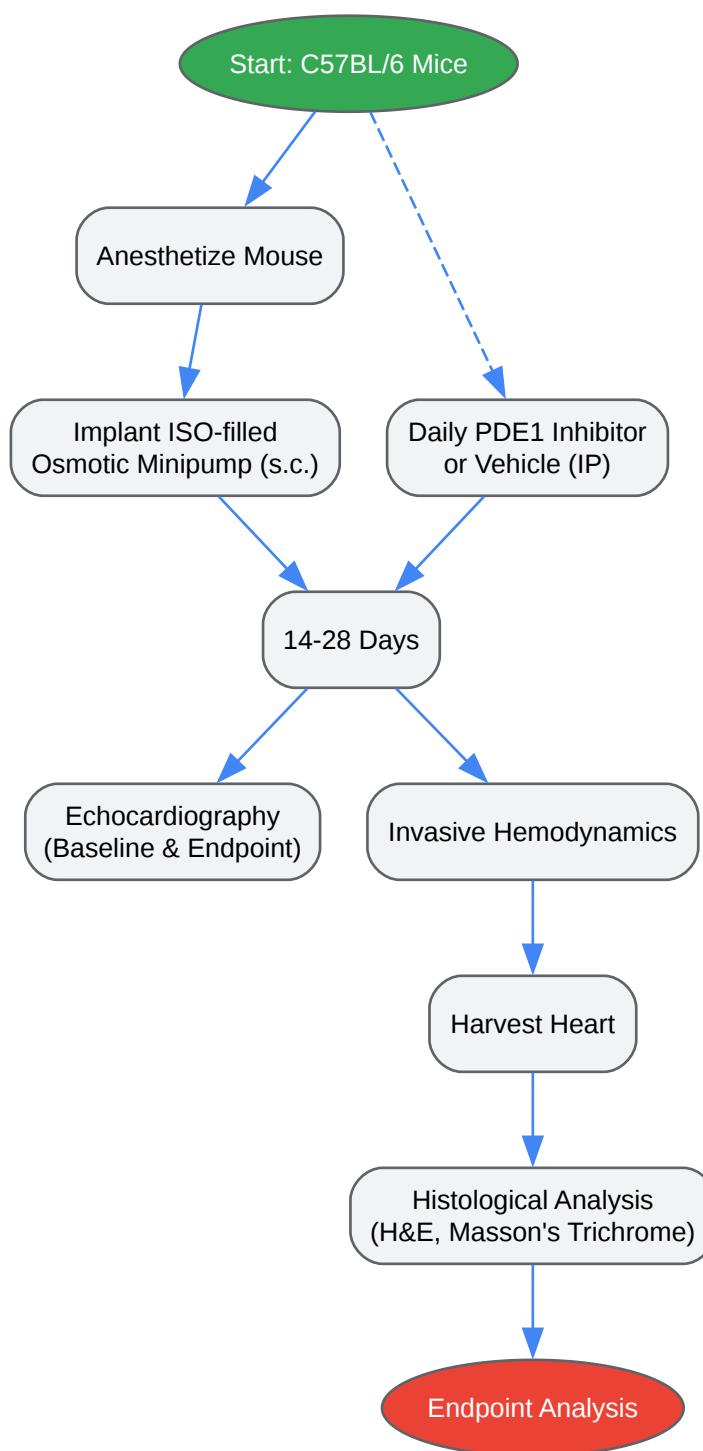 Start: C57BL/6 Mice
Anesthetize Mouse
Implant ISO-filled
Osmotic Minipump (s.c.)
Daily PDE1 Inhibitor
or Vehicle (IP)
14-28 Days
Echocardiography
(Baseline & Endpoint)
Invasive Hemodynamics
Harvest Heart
Histological Analysis
(H&E, Masson's Trichrome)
Endpoint Analysis